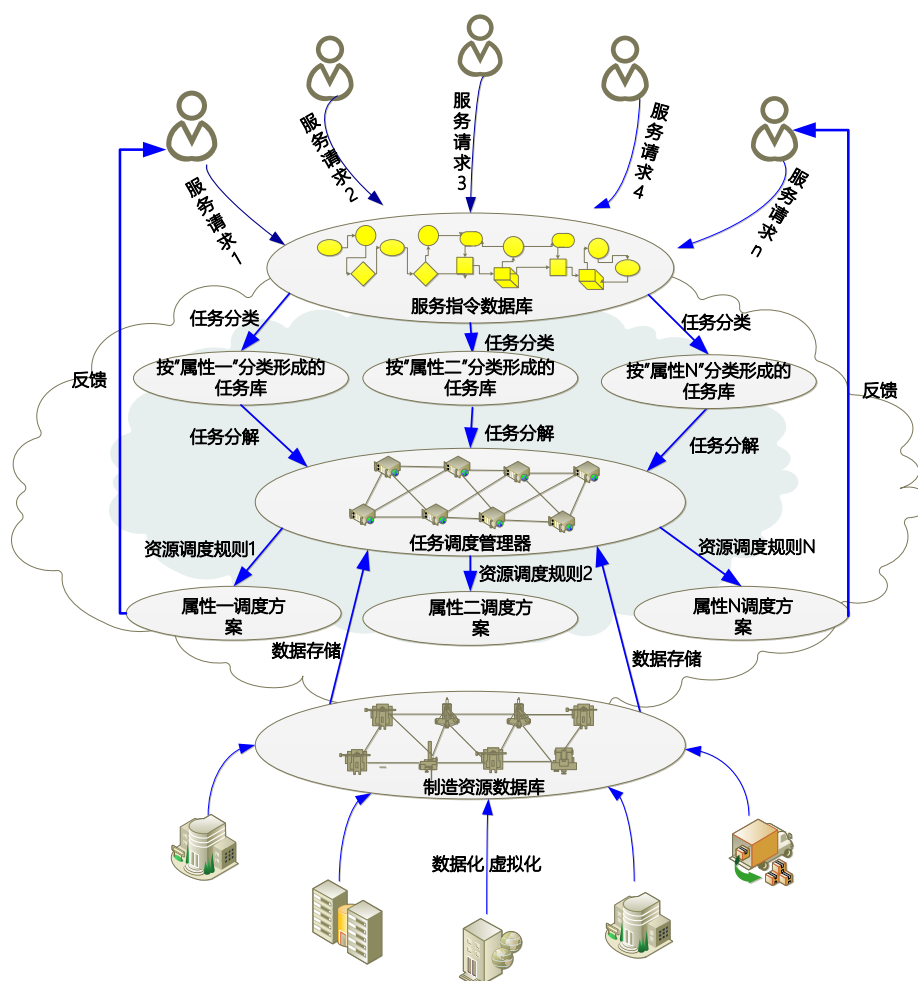 服务请求1
服务请求2
服务请求3
服务请求4
服务请求n
服务指令数据库
任务分类
任务分类
任务分类
反馈
按"属性一"分类形成的
任务库
按"属性二"分类形成的
任务库
按"属性N"分类形成的
任务库
反馈
任务分解
任务分解
任务分解
任务调度管理器
资源调度规则1
资源调度规则2
资源调度规则N
属性一调度方
案
属性二调度方
案
属性N调度方
案
数据存储
数据存储
制造资源数据库
数据化 虚拟化